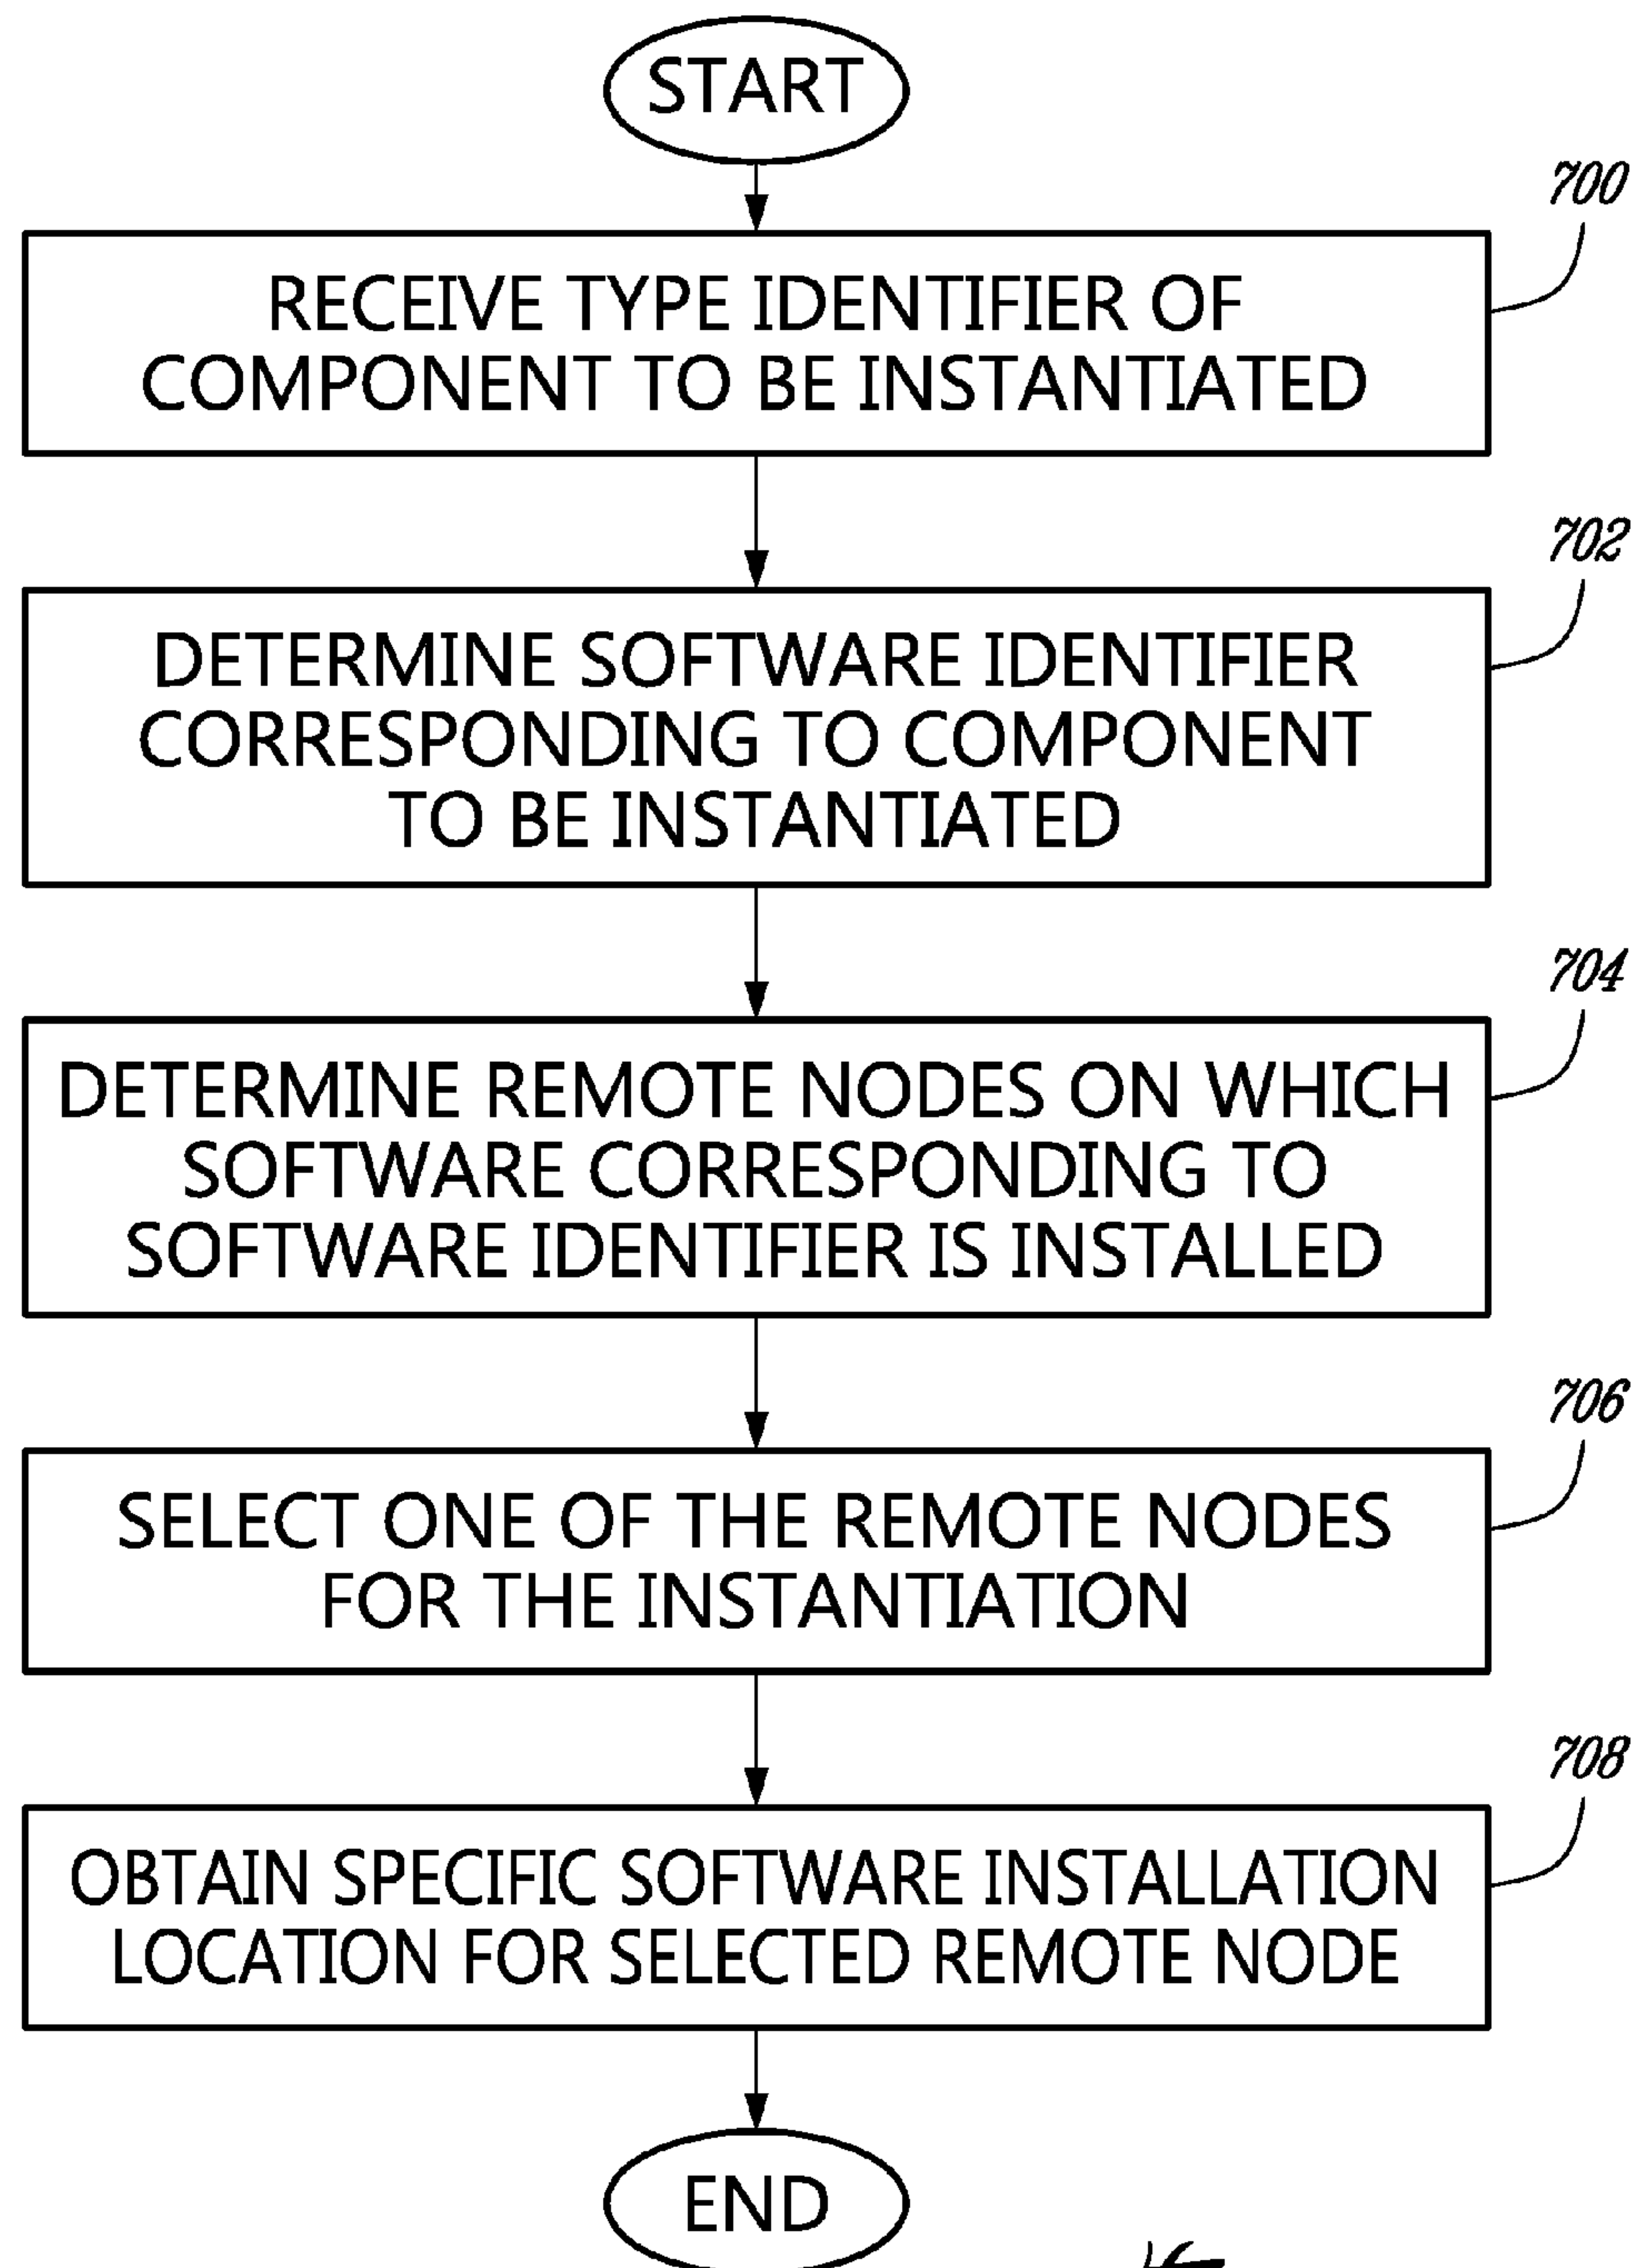 START
700
RECEIVE TYPE IDENTIFIER OF
COMPONENT TO BE INSTANTIATED
702
DETERMINE SOFTWARE IDENTIFIER
CORRESPONDING TO COMPONENT
TO BE INSTANTIATED
704
DETERMINE REMOTE NODES ON WHICH
SOFTWARE CORRESPONDING TO
SOFTWARE IDENTIFIER IS INSTALLED
706
SELECT ONE OF THE REMOTE NODES
FOR THE INSTANTIATION
708
OBTAIN SPECIFIC SOFTWARE INSTALLATION
LOCATION FOR SELECTED REMOTE NODE
END